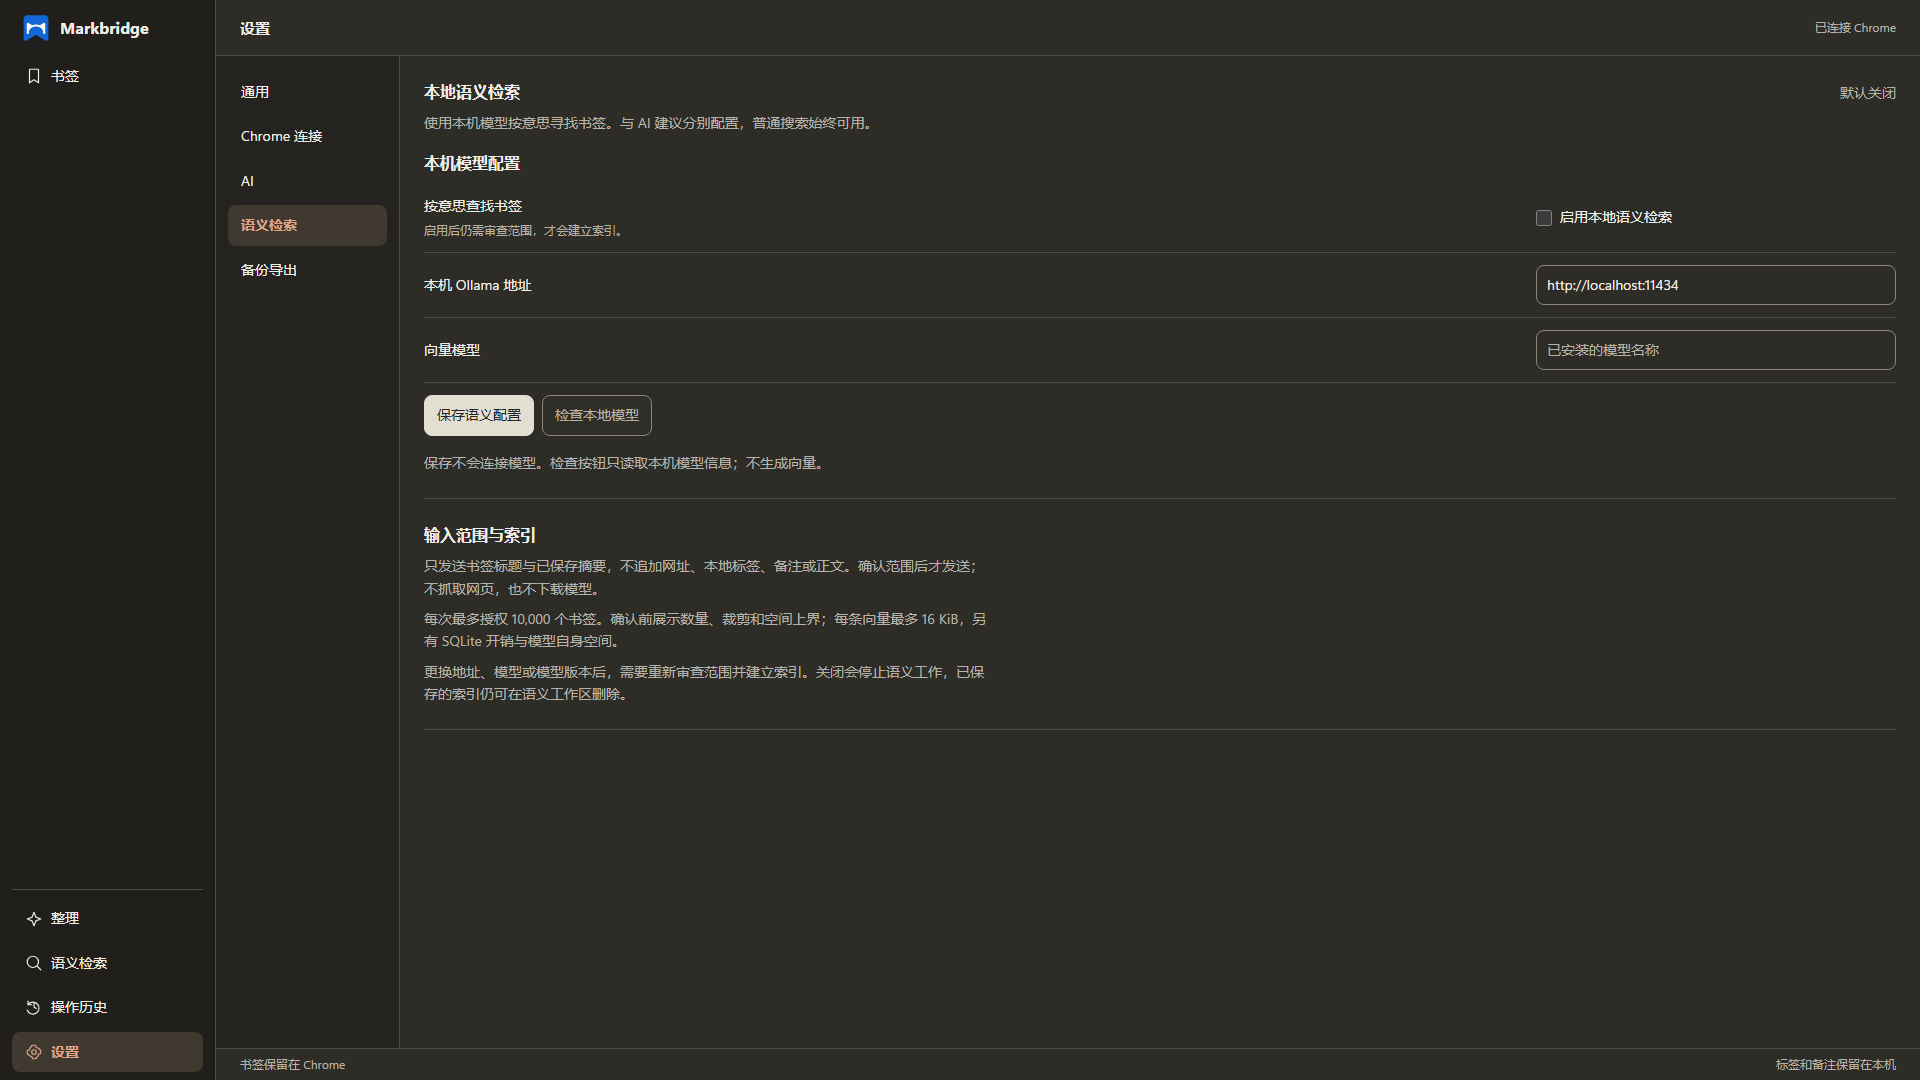 Markbridge
书签
整理
语义检索
操作历史
设置
设置
已连接 Chrome
通用
Chrome 连接
AI
语义检索
备份导出
本地语义检索
默认关闭
使用本机模型按意思寻找书签。与 AI 建议分别配置，普通搜索始终可用。
本机模型配置
按意思查找书签
启用后仍需审查范围，才会建立索引。
启用本地语义检索
本机 Ollama 地址
http://localhost:11434
向量模型
已安装的模型名称
保存语义配置
检查本地模型
保存不会连接模型。检查按钮只读取本机模型信息；不生成向量。
输入范围与索引
只发送书签标题与已保存摘要，不追加网址、本地标签、备注或正文。确认范围后才发送；
不抓取网页，也不下载模型。
每次最多授权 10,000 个书签。确认前展示数量、裁剪和空间上界；每条向量最多 16 KiB，另
有 SQLite 开销与模型自身空间。
更换地址、模型或模型版本后，需要重新审查范围并建立索引。关闭会停止语义工作，已保
存的索引仍可在语义工作区删除。
书签保留在 Chrome
标签和备注保留在本机